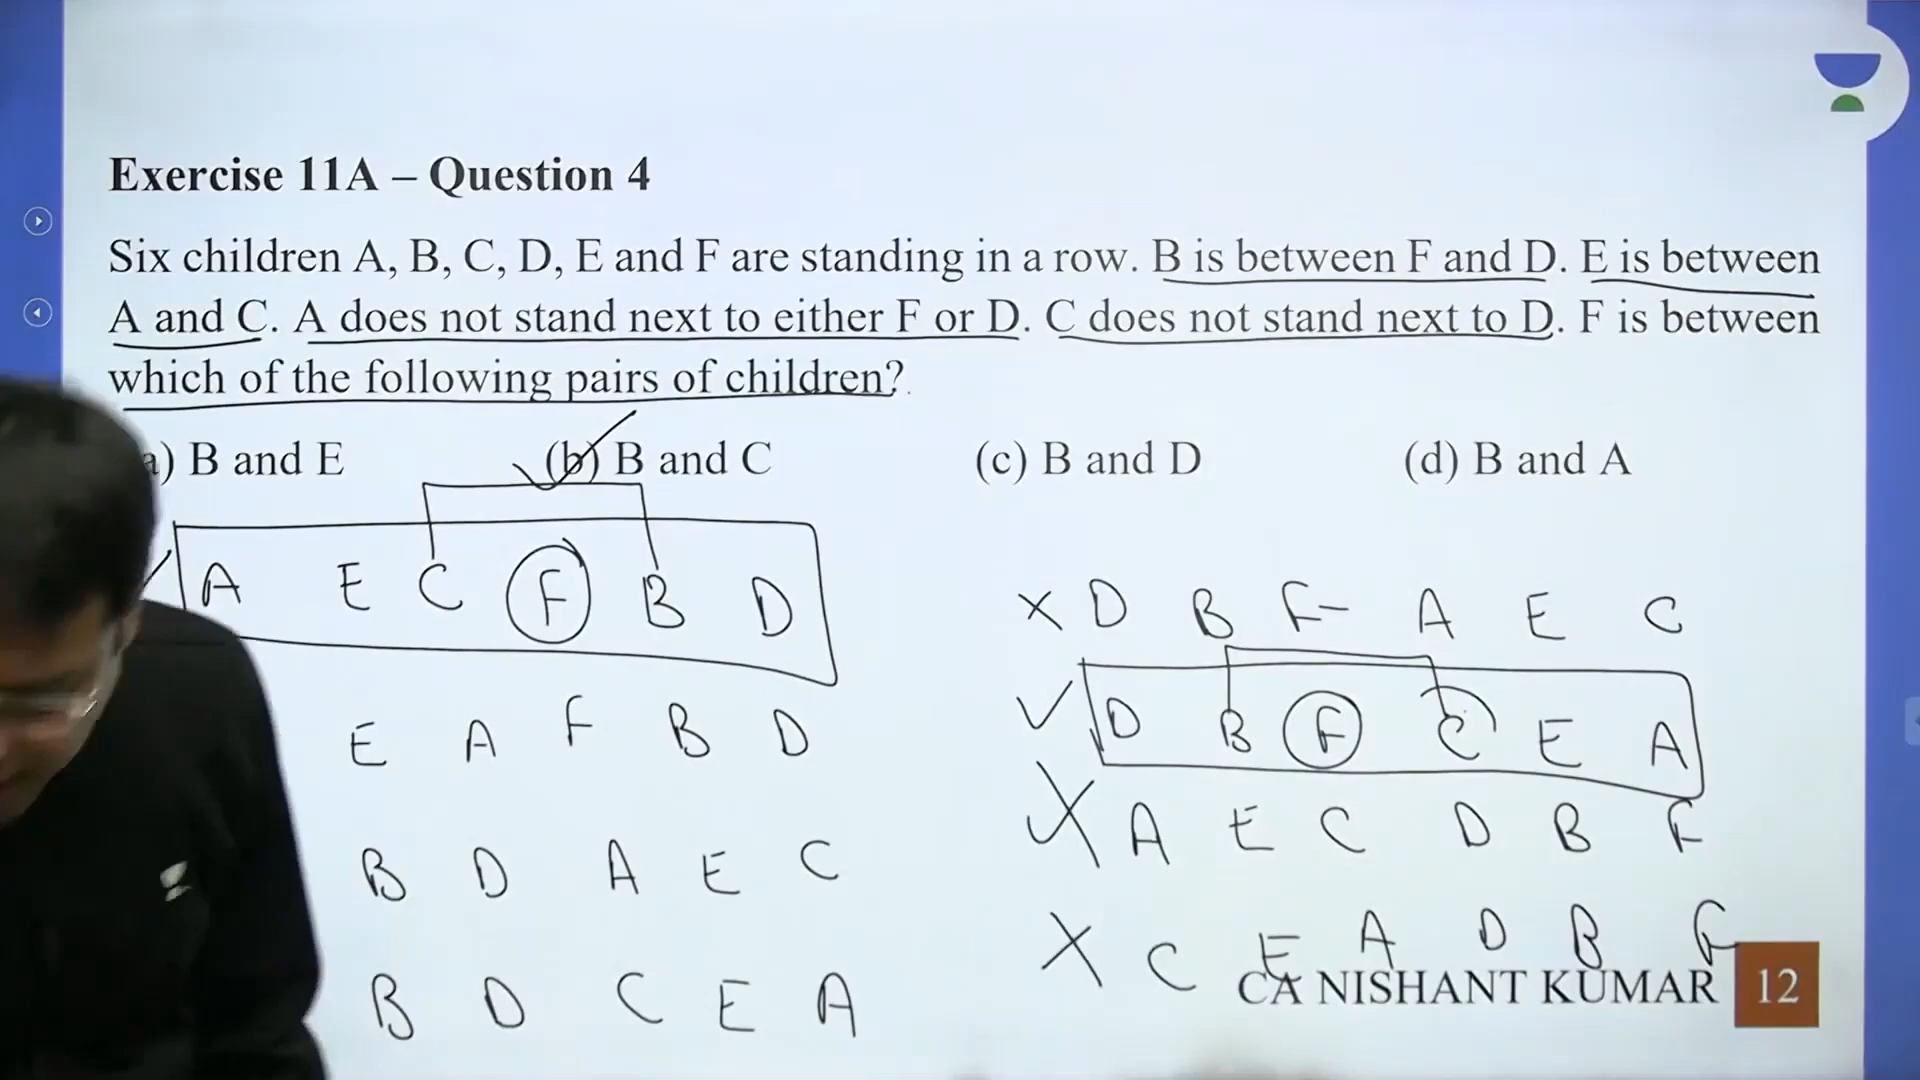 Exercise 11A – Question 4
Six children A, B, C, D, E and F are standing in a row. B is between F and D. E is between
A and C. A does not stand next to either F or D. C does not stand next to D. F is between
which of the following pairs of children?
a) B and E (b) B and C (c) B and D (d) B and A
A E C F B D
E A F B D
B D A E C
B D C E A
D B F A E C
D B F C E A
A E C D B F
C E A D B F
CA NISHANT KUMAR 12